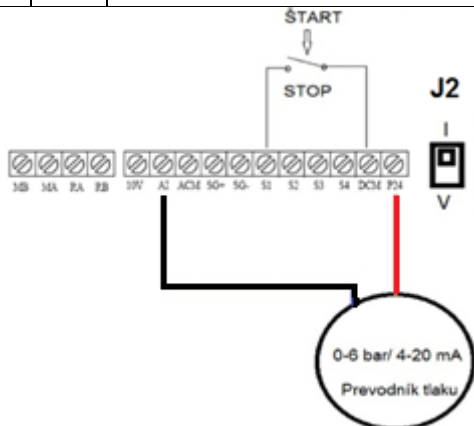 ŠTART
STOP
J2
I
MB MA RA RB 10V AI ACM SG+ SG- S1 S2 S3 S4 DCM P24
V
0-6 bar/ 4-20 mA
Prevodník tlaku